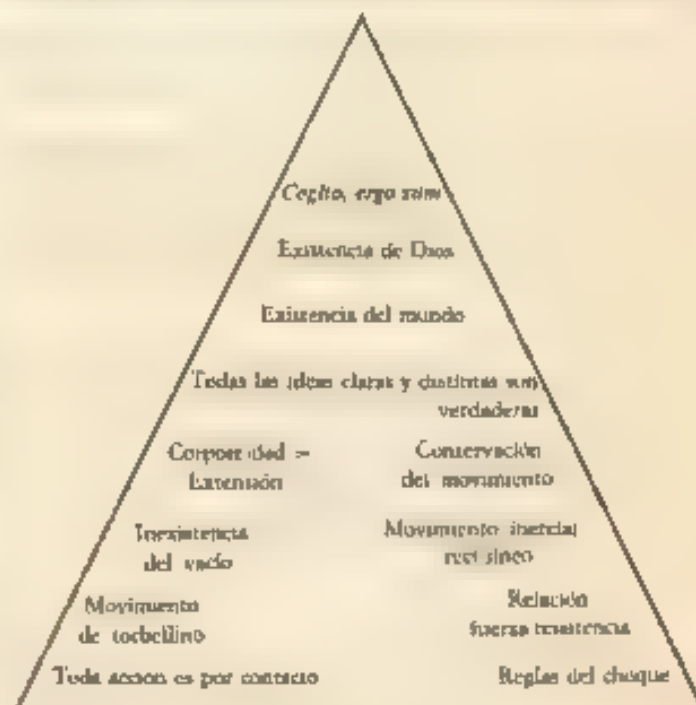 Cogito, ergo sum
Existencia de Dios
Existencia del mundo
Todas las ideas claras y distintas son
verdaderas
Corporeidad =
Extensión
Conservación
del movimiento
Inexistencia
del vacío
Movimiento inercial
rectilíneo
Movimiento
de torbellino
Relación
fuerza resistencia
Toda acción es por contacto
Reglas del choque